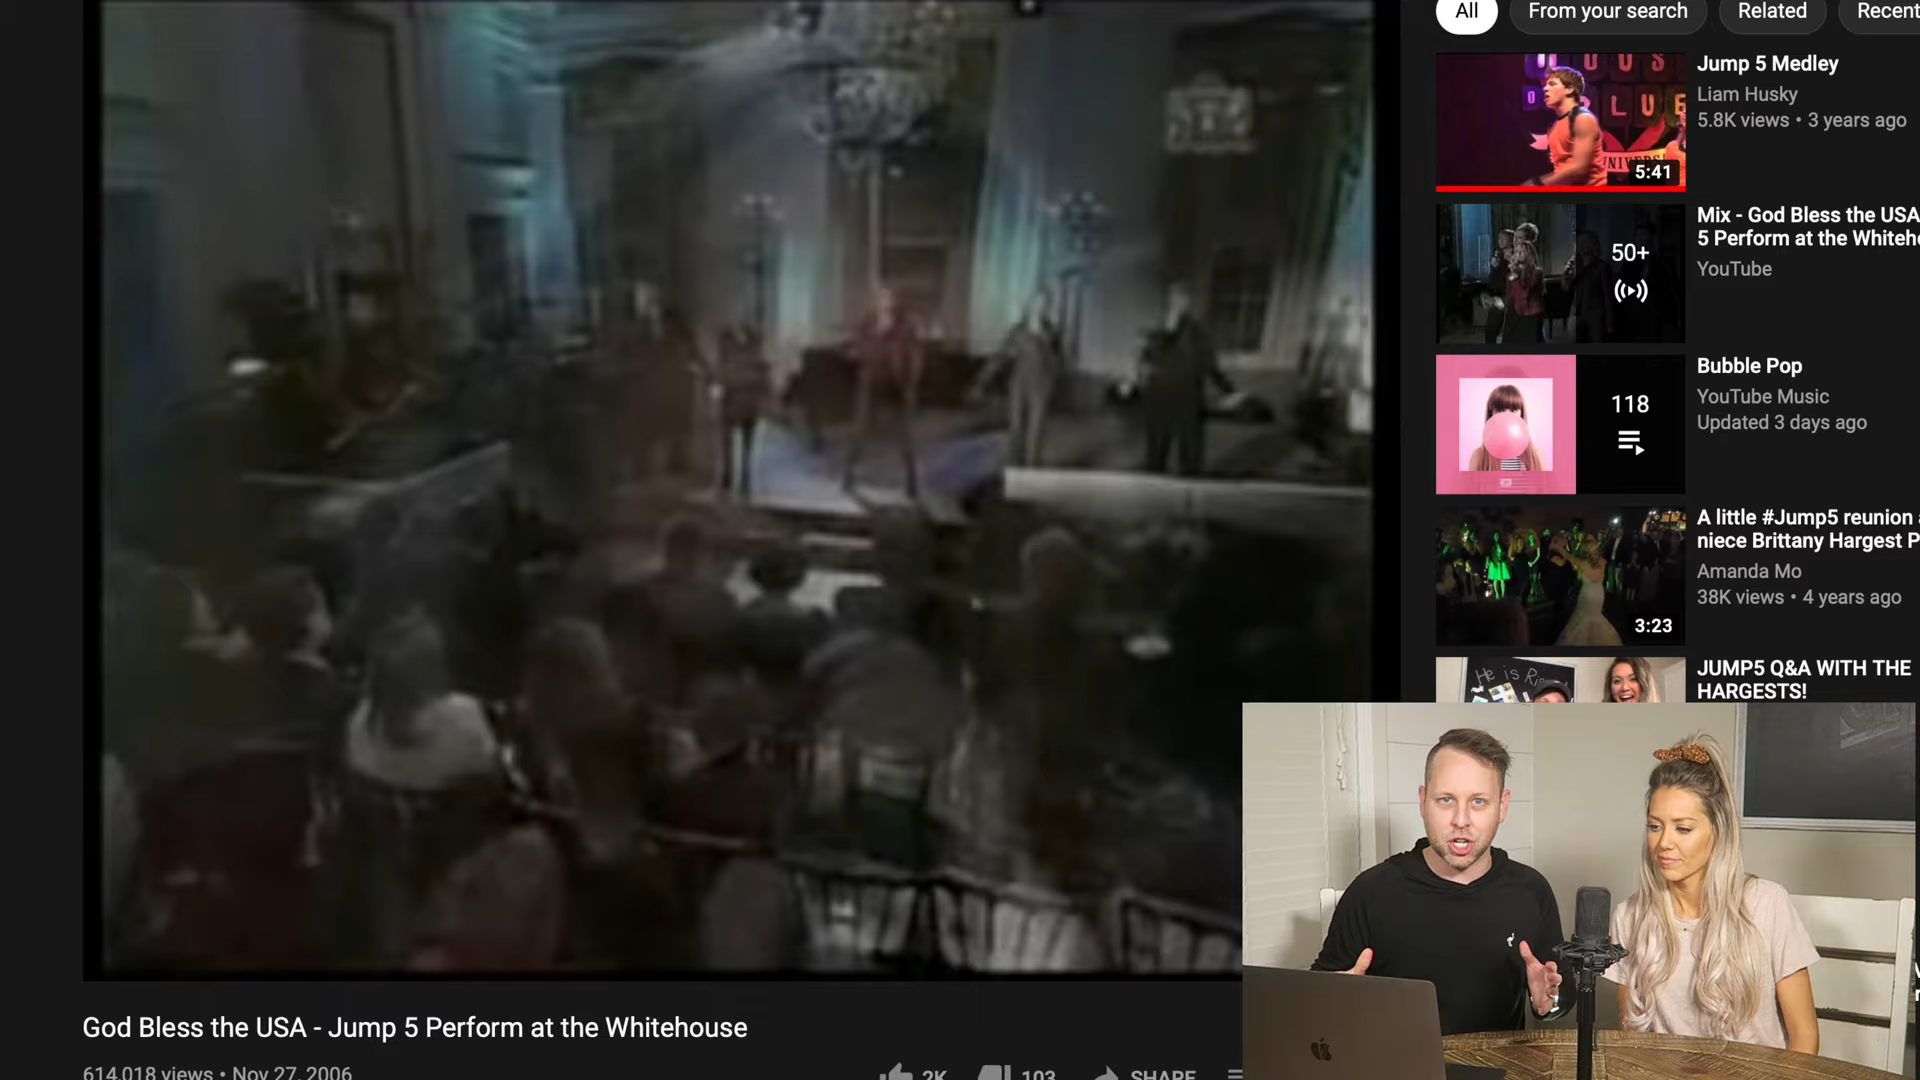 All
From your search
Related
Recent
Jump 5 Medley
Liam Husky
5.8K views • 3 years ago
5:41
Mix - God Bless the USA
5 Perform at the Whiteh
YouTube
50+
Bubble Pop
YouTube Music
Updated 3 days ago
118
A little #Jump5 reunion
niece Brittany Hargest P
Amanda Mo
38K views • 4 years ago
3:23
JUMP5 Q&A WITH THE
HARGESTS!
He is Ris
God Bless the USA - Jump 5 Perform at the Whitehouse
614,018 views • Nov 27, 2006
2K
103
SHARE